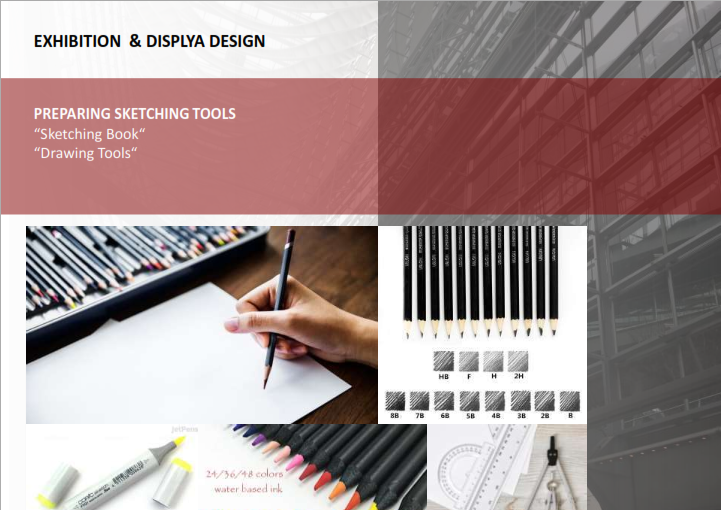 EXHIBITION & DISPLYA DESIGN
PREPARING SKETCHING TOOLS
“Sketching Book“
“Drawing Tools“
HB F H 2H
8B 7B 6B 5B 4B 3B 2B B
JetPens
24/36/48 colors
water based ink